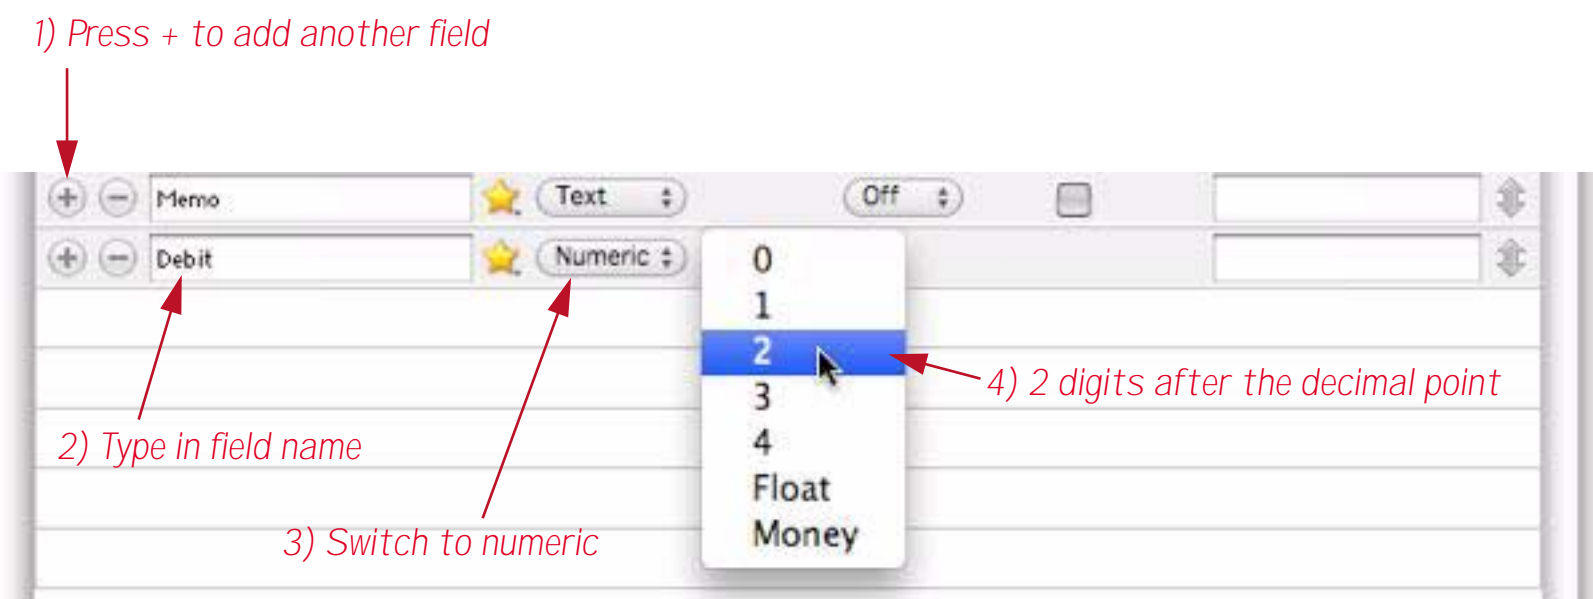 1) Press + to add another field
Memo Text Off
Debit Numeric
0
1
2
3
4
Float
Money
4) 2 digits after the decimal point
2) Type in field name
3) Switch to numeric